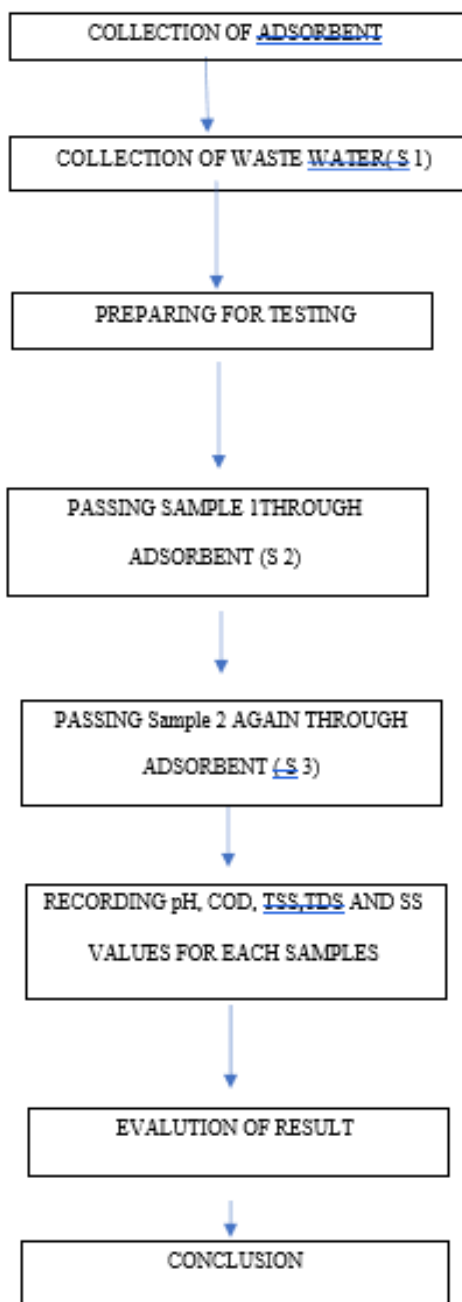 COLLECTION OF ADSORBENT
COLLECTION OF WASTE WATER( S 1)
PREPARING FOR TESTING
PASSING SAMPLE 1THROUGH
ADSORBENT (S 2)
PASSING Sample 2 AGAIN THROUGH
ADSORBENT ( S 3)
RECORDING pH, COD, TSS,TDS AND SS
VALUES FOR EACH SAMPLES
EVALUTION OF RESULT
CONCLUSION